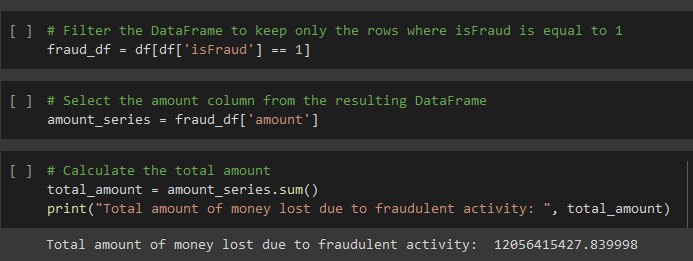 [ ] # Filter the DataFrame to keep only the rows where isFraud is equal to 1
fraud_df = df[df['isFraud'] == 1]
[ ] # Select the amount column from the resulting DataFrame
amount_series = fraud_df['amount']
[ ] # Calculate the total amount
total_amount = amount_series.sum()
print("Total amount of money lost due to fraudulent activity: ", total_amount)
Total amount of money lost due to fraudulent activity:  12056415427.839998